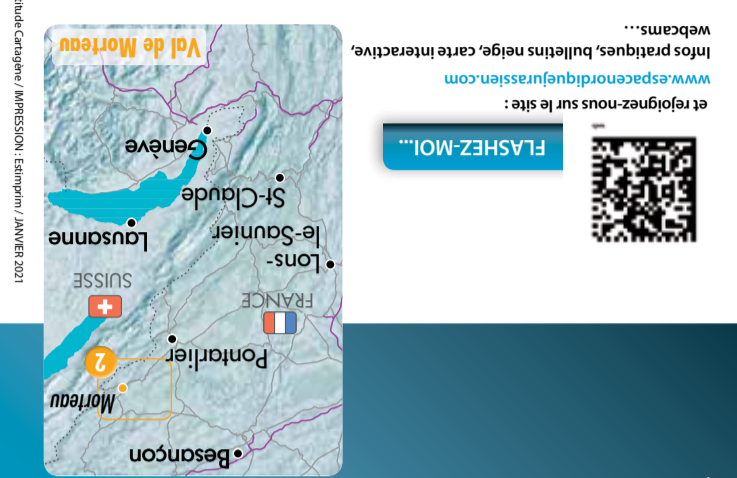 FLASHEZ-MOI...
et rejoignez-nous sur le site :
www.espacenordiquejurassien.com
Infos pratiques, bulletins neige, carte interactive,
webcams...
Besançon
Morteau
2
Pontarlier
FRANCE
SUISSE
Lons-
le-Saunier
Lausanne
St-Claude
Genève
Val de Morteau
titude Cartagène / IMPRESSION : Estimprim / JANVIER 2021